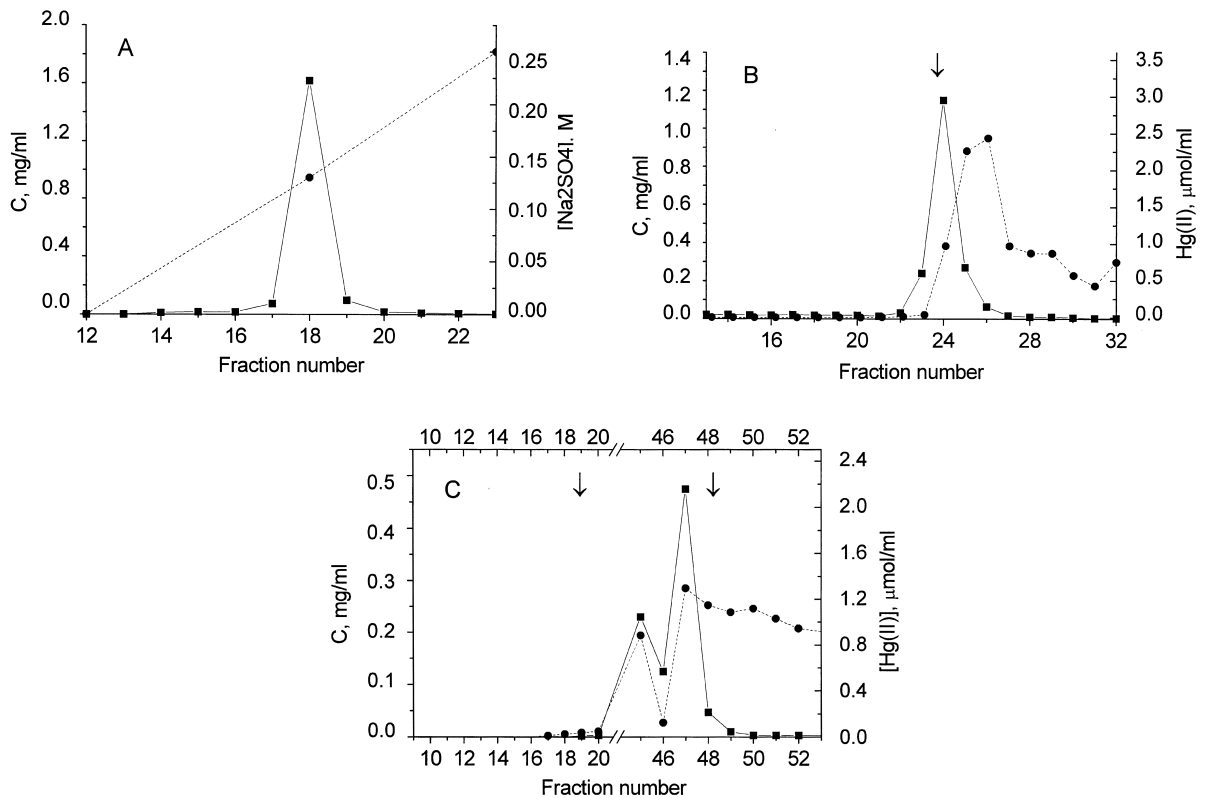 A
2.0
1.6
1.2
0.8
0.4
0.0
C, mg/ml
0.25
0.20
0.15
0.10
0.05
0.00
[Na2SO4]. M
12 14 16 18 20 22
Fraction number
B
1.4
1.2
1.0
0.8
0.6
0.4
0.2
0.0
C, mg/ml
3.5
3.0
2.5
2.0
1.5
1.0
0.5
0.0
Hg(II), μmol/ml
16 20 24 28 32
Fraction number
10 12 14 16 18 20 46 48 50 52
C
0.5
0.4
0.3
0.2
0.1
0.0
C, mg/ml
2.4
2.0
1.6
1.2
0.8
0.4
0.0
[Hg(II)], μmol/ml
10 12 14 16 18 20 46 48 50 52
Fraction number